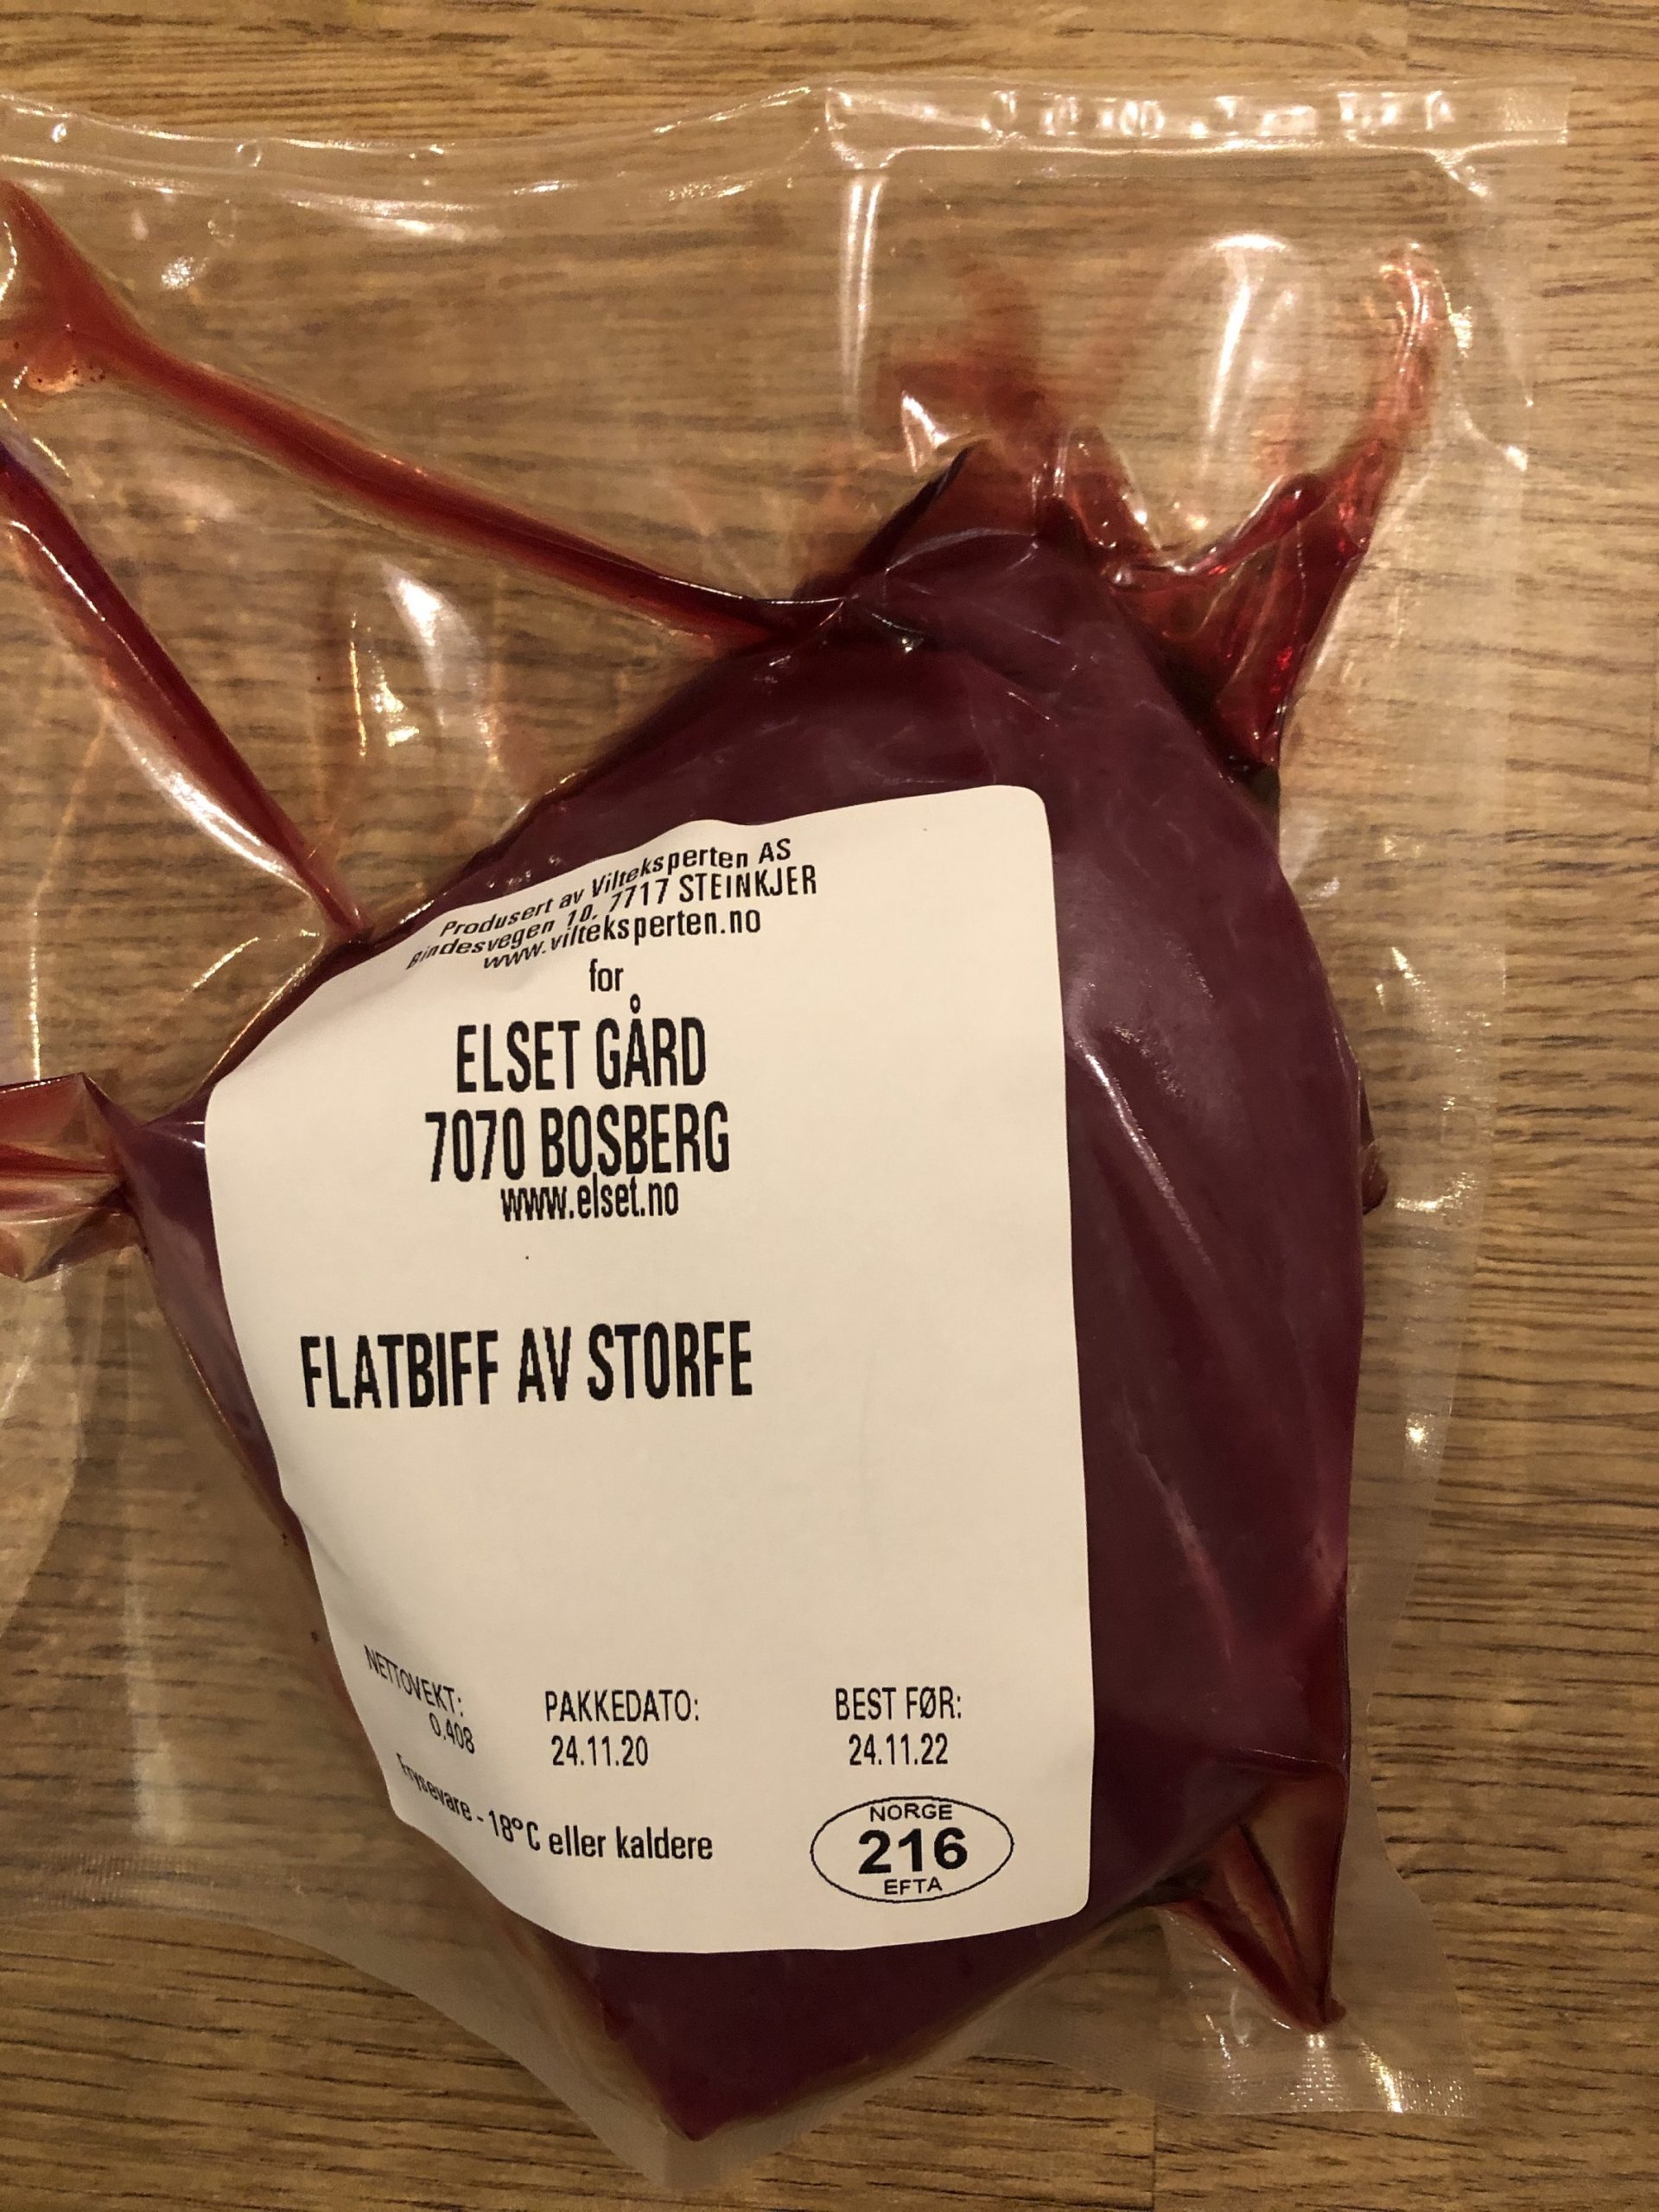 Produsert av Vilteksperten AS
Bindesvegen 10, 7717 STEINKJER
www.vilteksperten.no
for
ELSET GÅRD
7070 BOSBERG
www.elset.no
FLATBIFF AV STORFE
NETTOVEKT: PAKKEDATO: BEST FØR:
0.408 24.11.20 24.11.22
Frysevare - 18°C eller kaldere
NORGE
216
EFTA